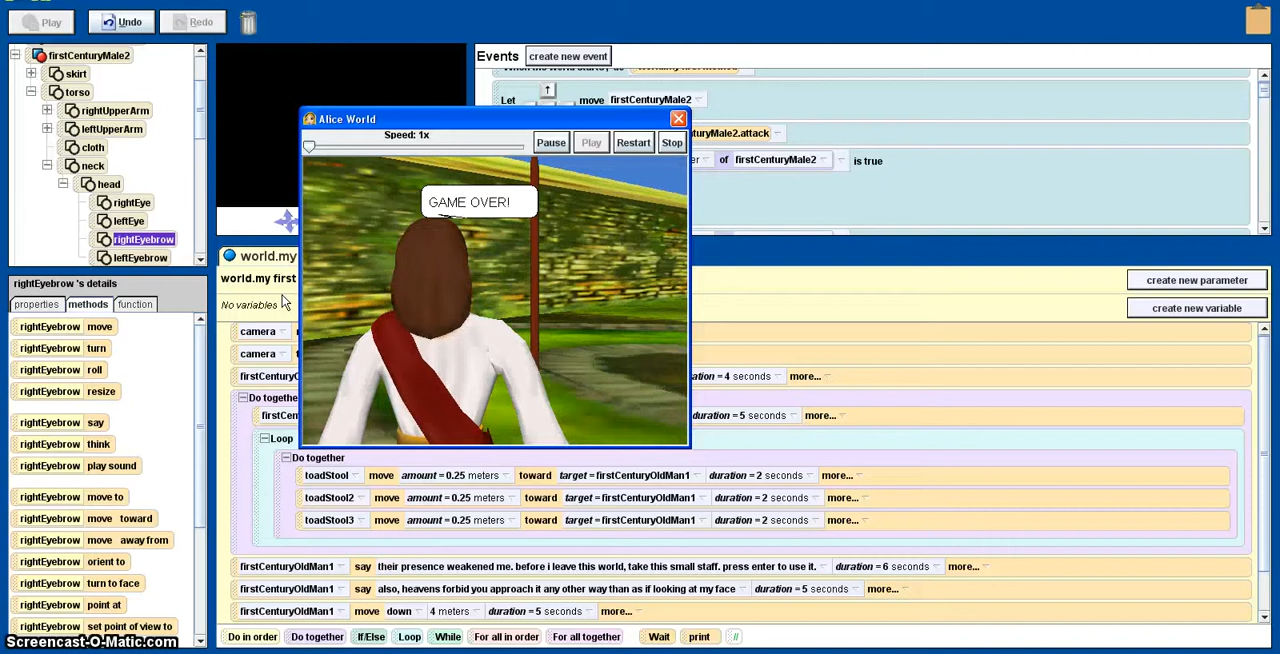 Play
Undo
Redo
firstCenturyMale2
skirt
torso
rightUpperArm
leftUpperArm
cloth
neck
head
rightEye
leftEye
rightEyebrow
leftEyebrow
Events
create new event
Let
move firstCenturyMale2
uryMale2.attack
of firstCenturyMale2
is true
Alice World
Speed: 1x
Pause
Play
Restart
Stop
GAME OVER!
rightEyebrow 's details
properties
methods
function
rightEyebrow move
rightEyebrow turn
rightEyebrow roll
rightEyebrow resize
rightEyebrow say
rightEyebrow think
rightEyebrow play sound
rightEyebrow move to
rightEyebrow move toward
rightEyebrow move away from
rightEyebrow orient to
rightEyebrow turn to face
rightEyebrow point at
rightEyebrow set point of view to
world.my
world.my first
No variables
create new parameter
create new variable
camera
camera
firstCenturyO
ration = 4 seconds more...
Do together
firstCent
duration = 5 seconds more...
Loop
Do together
toadStool move amount = 0.25 meters toward target = firstCenturyOldMan1 duration = 2 seconds more...
toadStool2 move amount = 0.25 meters toward target = firstCenturyOldMan1 duration = 2 seconds more...
toadStool3 move amount = 0.25 meters toward target = firstCenturyOldMan1 duration = 2 seconds more...
firstCenturyOldMan1 say their presence weakened me. before i leave this world, take this small staff. press enter to use it. duration = 6 seconds more...
firstCenturyOldMan1 say also, heavens forbid you approach it any other way than as if looking at my face duration = 5 seconds more...
firstCenturyOldMan1 move down 4 meters duration = 5 seconds more...
Do in order
Do together
If/Else
Loop
While
For all in order
For all together
Wait
print
//
Screencast-O-Matic.com